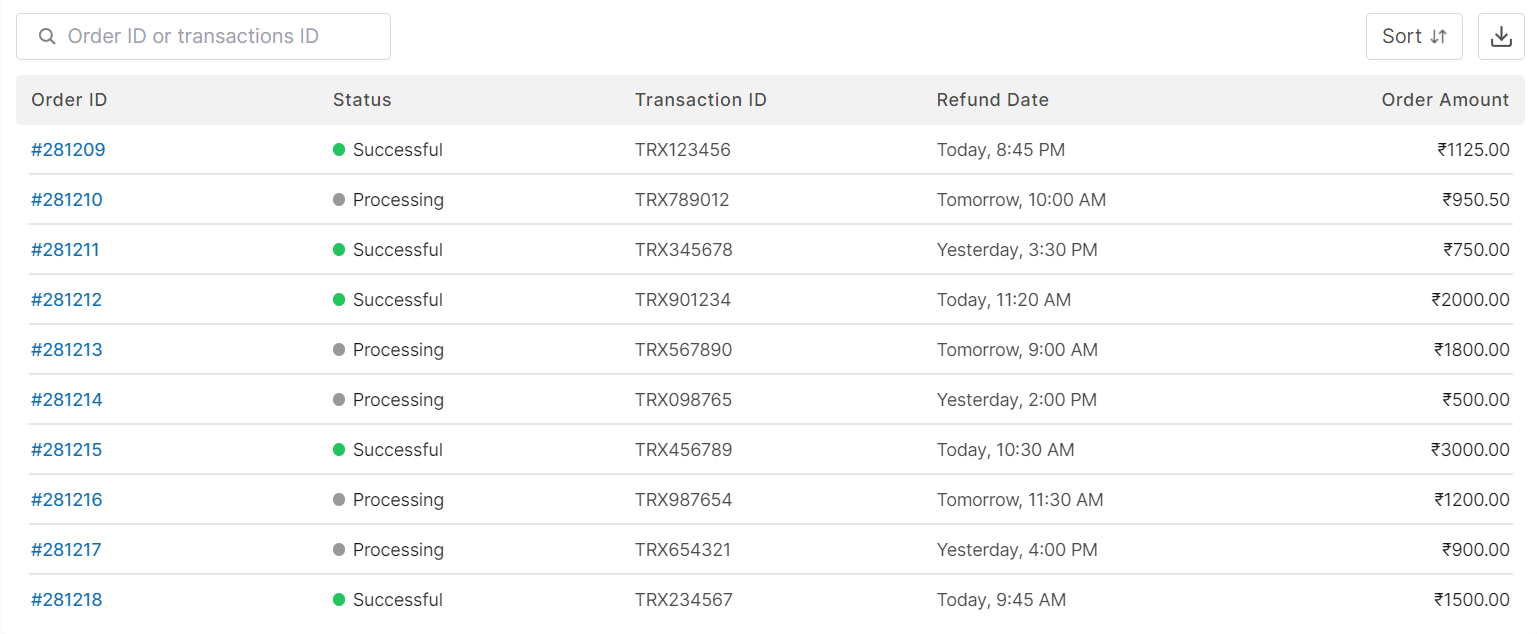 Order ID or transactions ID Sort
Order ID Status Transaction ID Refund Date Order Amount
#281209 Successful TRX123456 Today, 8:45 PM ₹1125.00
#281210 Processing TRX789012 Tomorrow, 10:00 AM ₹950.50
#281211 Successful TRX345678 Yesterday, 3:30 PM ₹750.00
#281212 Successful TRX901234 Today, 11:20 AM ₹2000.00
#281213 Processing TRX567890 Tomorrow, 9:00 AM ₹1800.00
#281214 Processing TRX098765 Yesterday, 2:00 PM ₹500.00
#281215 Successful TRX456789 Today, 10:30 AM ₹3000.00
#281216 Processing TRX987654 Tomorrow, 11:30 AM ₹1200.00
#281217 Processing TRX654321 Yesterday, 4:00 PM ₹900.00
#281218 Successful TRX234567 Today, 9:45 AM ₹1500.00